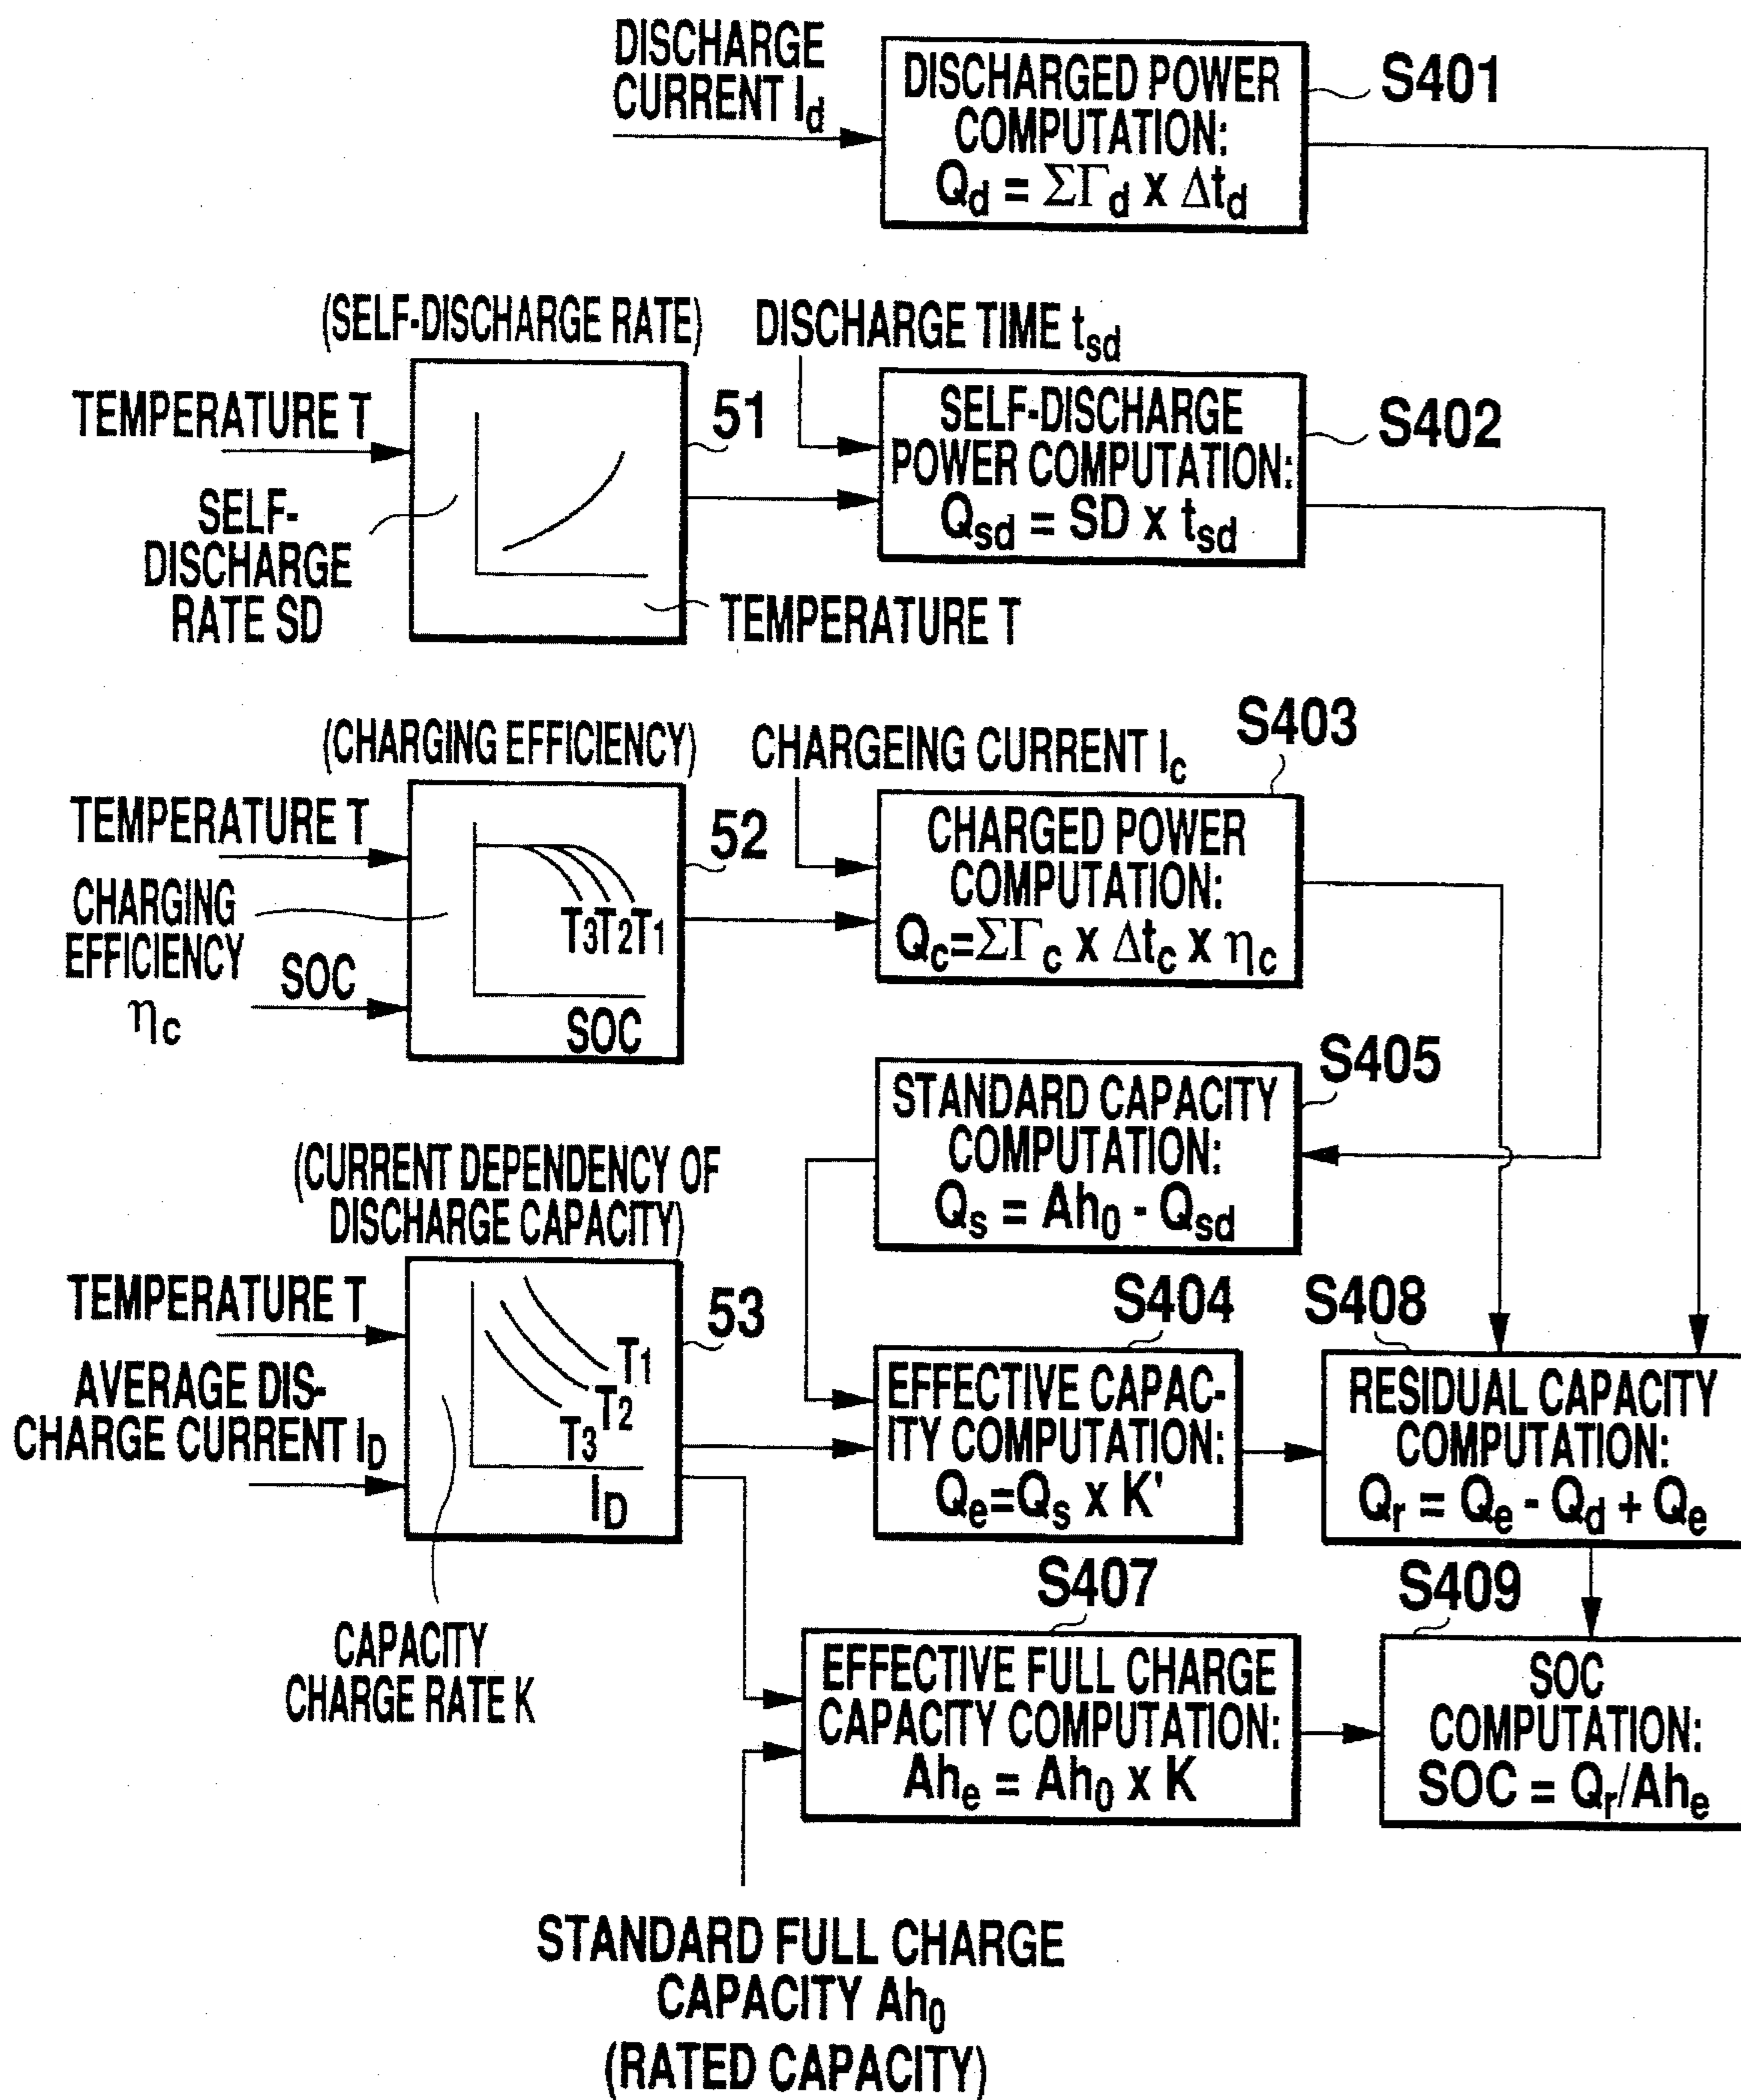 DISCHARGE
CURRENT Id
DISCHARGED POWER
COMPUTATION:
Qd = ΣΓd x Δtd
S401
(SELF-DISCHARGE RATE)
DISCHARGE TIME tsd
TEMPERATURE T
51
SELF-
DISCHARGE
RATE SD
TEMPERATURE T
SELF-DISCHARGE
POWER COMPUTATION:
Qsd = SD x tsd
S402
(CHARGING EFFICIENCY)
CHARGEING CURRENT Ic
S403
TEMPERATURE T
52
CHARGING
EFFICIENCY
ηc
SOC
T3T2T1
SOC
CHARGED POWER
COMPUTATION:
Qc=ΣΓc x Δtc x ηc
S405
STANDARD CAPACITY
COMPUTATION:
Qs = Ah0 - Qsd
(CURRENT DEPENDENCY OF
DISCHARGE CAPACITY)
TEMPERATURE T
53
AVERAGE DIS-
CHARGE CURRENT ID
T1
T2
T3
ID
CAPACITY
CHARGE RATE K
S404
EFFECTIVE CAPAC-
ITY COMPUTATION:
Qe=Qs x K'
S408
RESIDUAL CAPACITY
COMPUTATION:
Qr = Qe - Qd + Qe
S407
EFFECTIVE FULL CHARGE
CAPACITY COMPUTATION:
Ahe = Ah0 x K
S409
SOC
COMPUTATION:
SOC = Qr/Ahe
STANDARD FULL CHARGE
CAPACITY Ah0
(RATED CAPACITY)